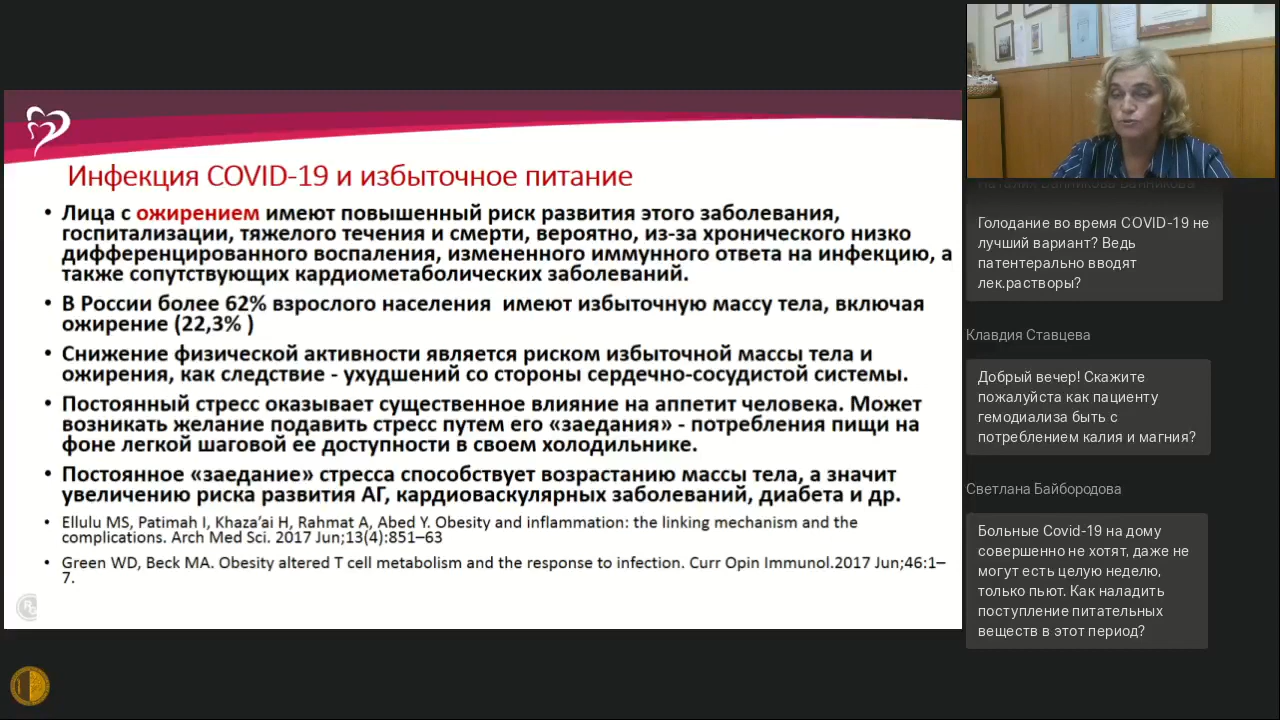 Инфекция COVID-19 и избыточное питание
• Лица с ожирением имеют повышенный риск развития этого заболевания,
госпитализации, тяжелого течения и смерти, вероятно, из-за хронического низко
дифференцированного воспаления, измененного иммунного ответа на инфекцию, а
также сопутствующих кардиометаболических заболеваний.
• В России более 62% взрослого населения имеют избыточную массу тела, включая
ожирение (22,3% )
• Снижение физической активности является риском избыточной массы тела и
ожирения, как следствие - ухудшений со стороны сердечно-сосудистой системы.
• Постоянный стресс оказывает существенное влияние на аппетит человека. Может
возникать желание подавить стресс путем его «заедания» - потребления пищи на
фоне легкой шаговой ее доступности в своем холодильнике.
• Постоянное «заедание» стресса способствует возрастанию массы тела, а значит
увеличению риска развития АГ, кардиоваскулярных заболеваний, диабета и др.
• Ellulu MS, Patimah I, Khaza’ai H, Rahmat A, Abed Y. Obesity and inflammation: the linking mechanism and the
complications. Arch Med Sci. 2017 Jun;13(4):851–63
• Green WD, Beck MA. Obesity altered T cell metabolism and the response to infection. Curr Opin Immunol.2017 Jun;46:1–
7.
Голодание во время COVID-19 не
лучший вариант? Ведь
патентерально вводят
лек.растворы?
Клавдия Ставцева
Добрый вечер! Скажите
пожалуйста как пациенту
гемодиализа быть с
потреблением калия и магния?
Светлана Байбородова
Больные Covid-19 на дому
совершенно не хотят, даже не
могут есть целую неделю,
только пьют. Как наладить
поступление питательных
веществ в этот период?